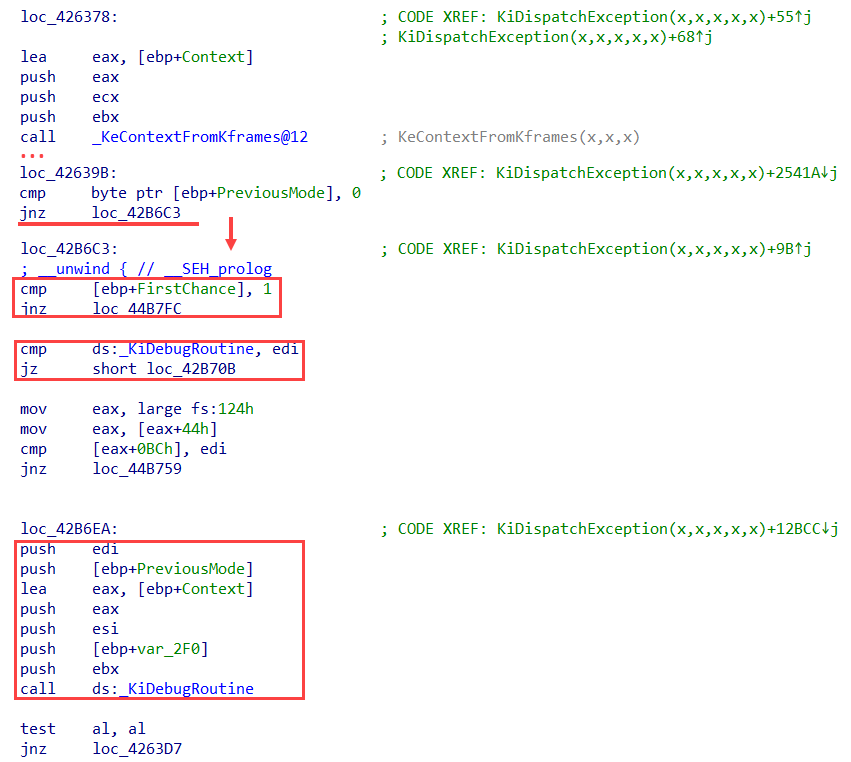 loc_426378: ; CODE XREF: KiDispatchException(x,x,x,x,x)+55↑j
; KiDispatchException(x,x,x,x,x)+68↑j
lea eax, [ebp+Context]
push eax
push ecx
push ebx
call _KeContextFromKframes@12 ; KeContextFromKframes(x,x,x)
...
loc_42639B: ; CODE XREF: KiDispatchException(x,x,x,x,x)+2541A↓j
cmp byte ptr [ebp+PreviousMode], 0
jnz loc_42B6C3
loc_42B6C3: ; CODE XREF: KiDispatchException(x,x,x,x,x)+9B↑j
; __unwind { // __SEH_prolog
cmp [ebp+FirstChance], 1
jnz loc_44B7FC
cmp ds:_KiDebugRoutine, edi
jz short loc_42B70B
mov eax, large fs:124h
mov eax, [eax+44h]
cmp [eax+0BCh], edi
jnz loc_44B759
loc_42B6EA: ; CODE XREF: KiDispatchException(x,x,x,x,x)+12BCC↓j
push edi
push [ebp+PreviousMode]
lea eax, [ebp+Context]
push eax
push esi
push [ebp+var_2F0]
push ebx
call ds:_KiDebugRoutine
test al, al
jnz loc_4263D7